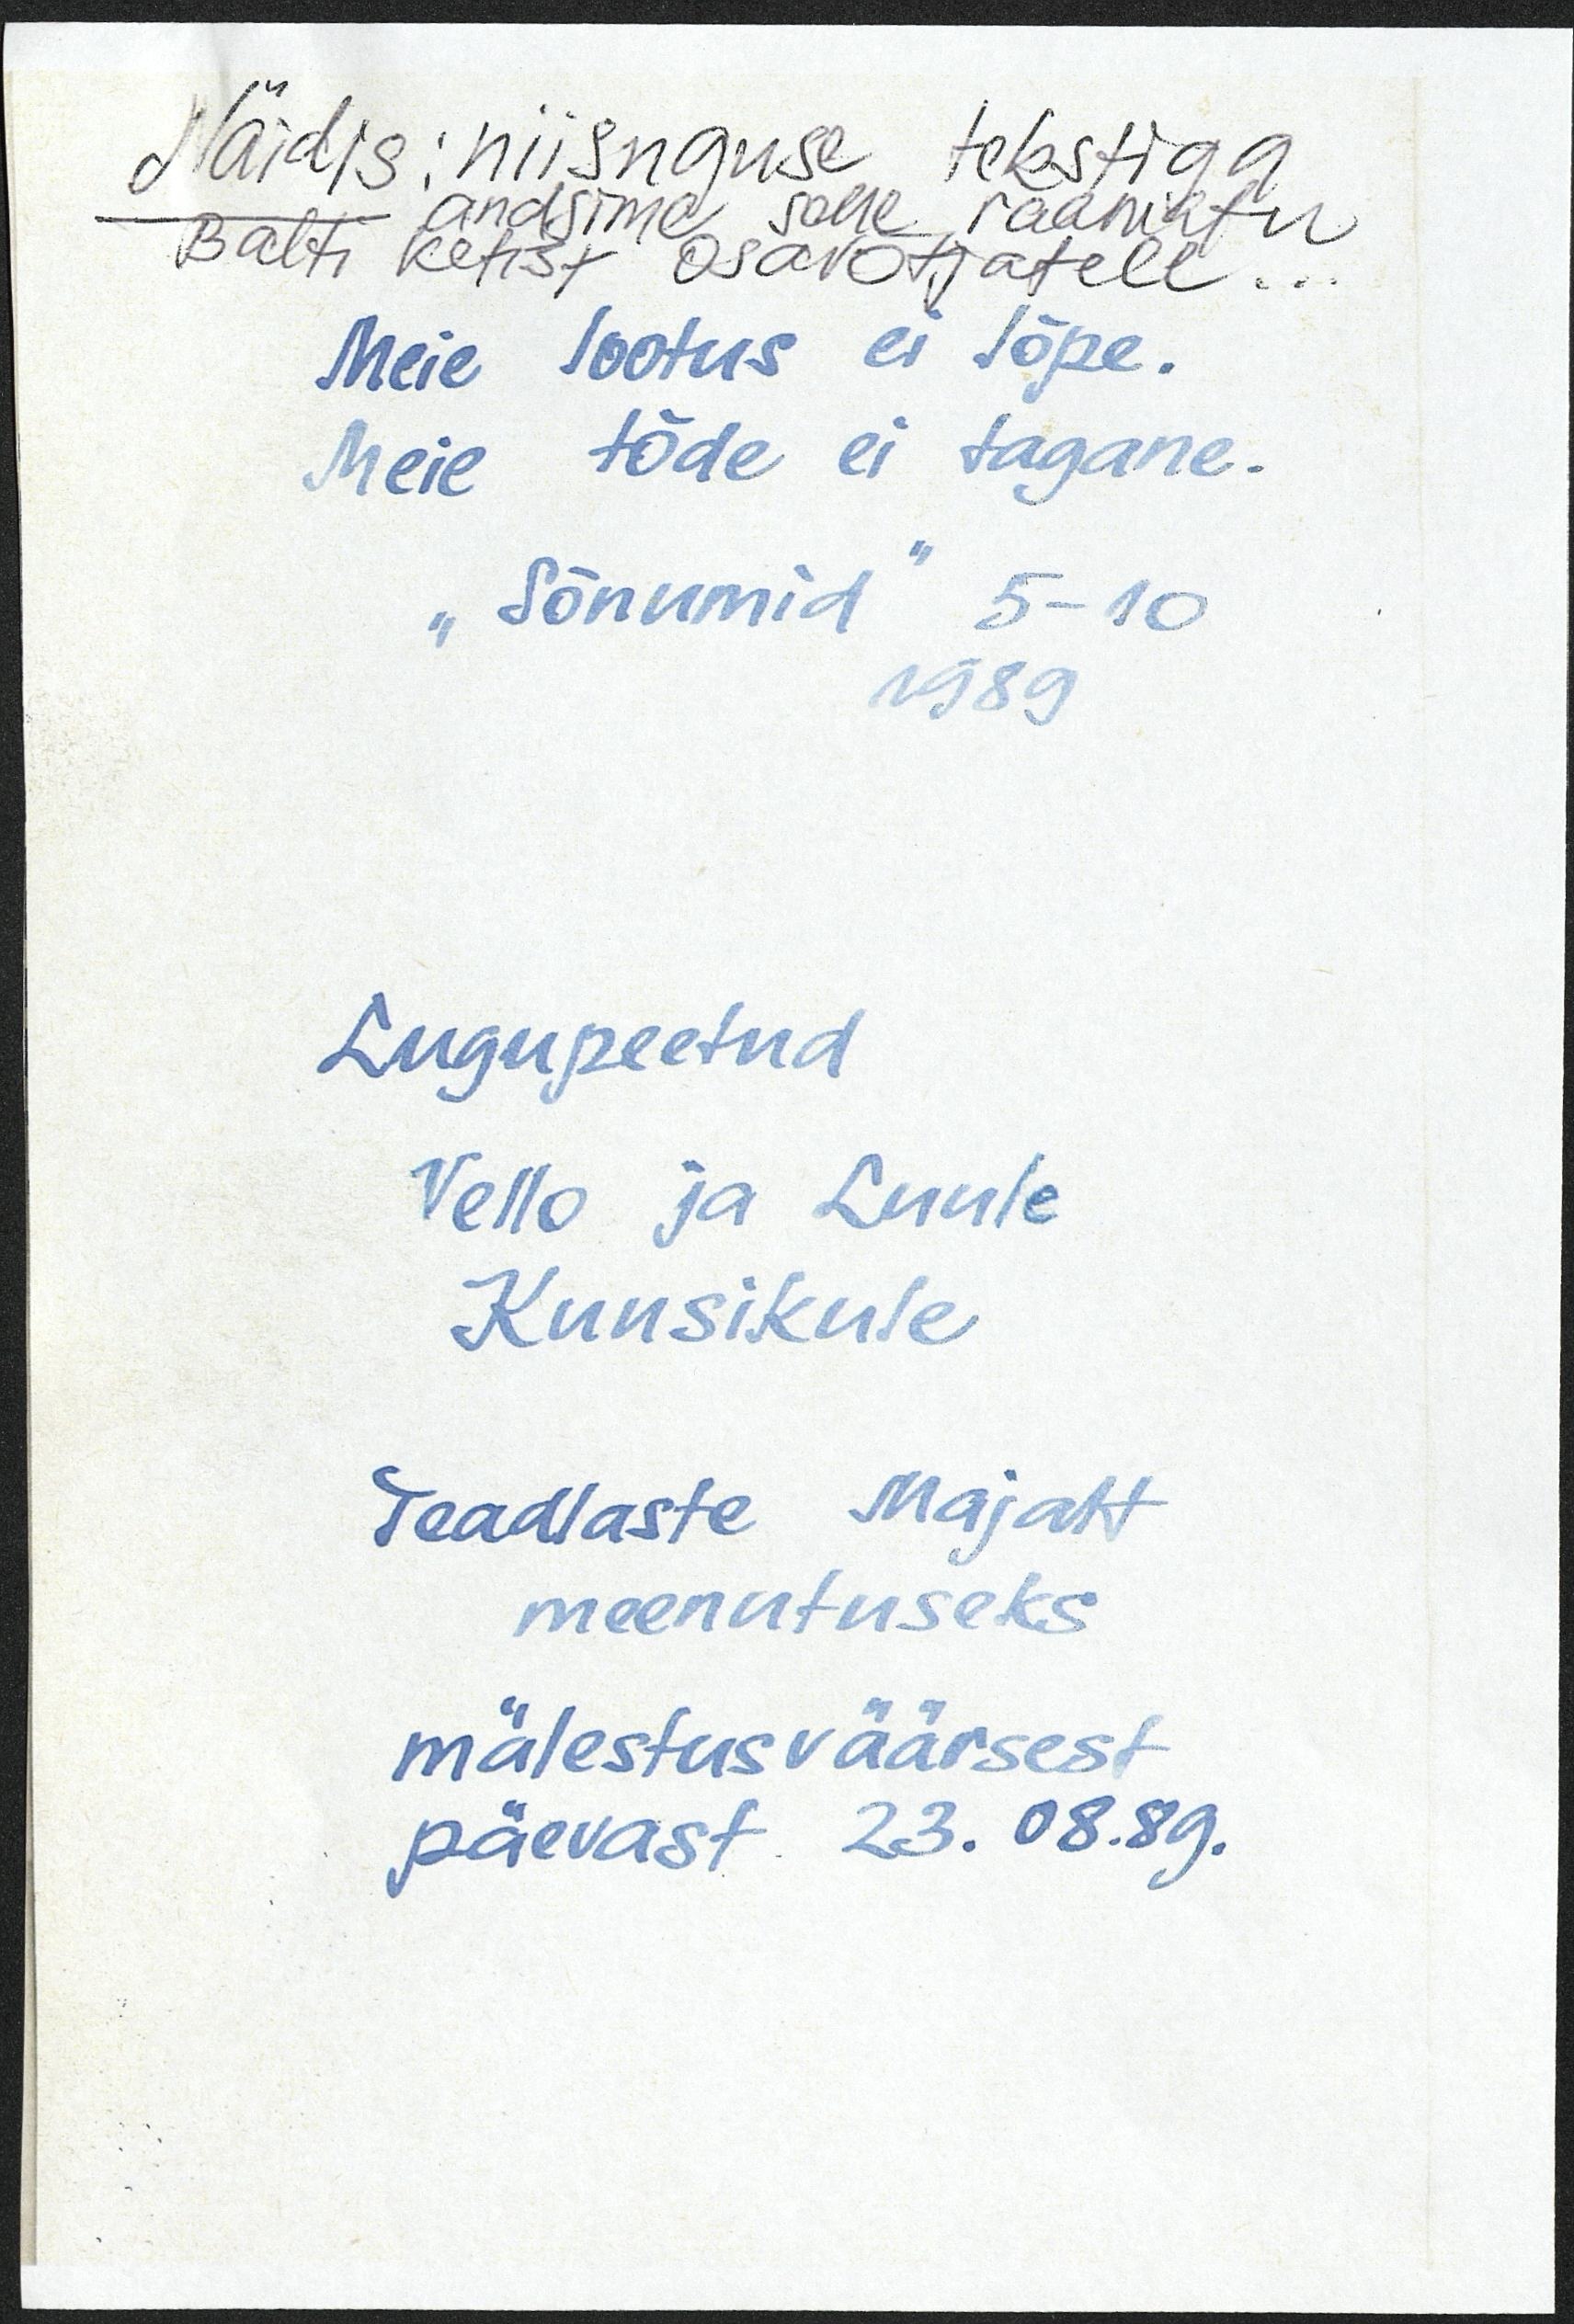 Näidis: niisuguse tekstiga
andsime selle raamatu
Balti ketist osavõtjatele...
Meie lootus ei lõpe.
Meie tõde ei tagane.
„Sõnumid" 5-10
1989
Lugupeetud
Vello ja Luule
Kuusikule
Teadlaste Majalt
meenutuseks
mälestusväärsest
päevast 23.08.89.